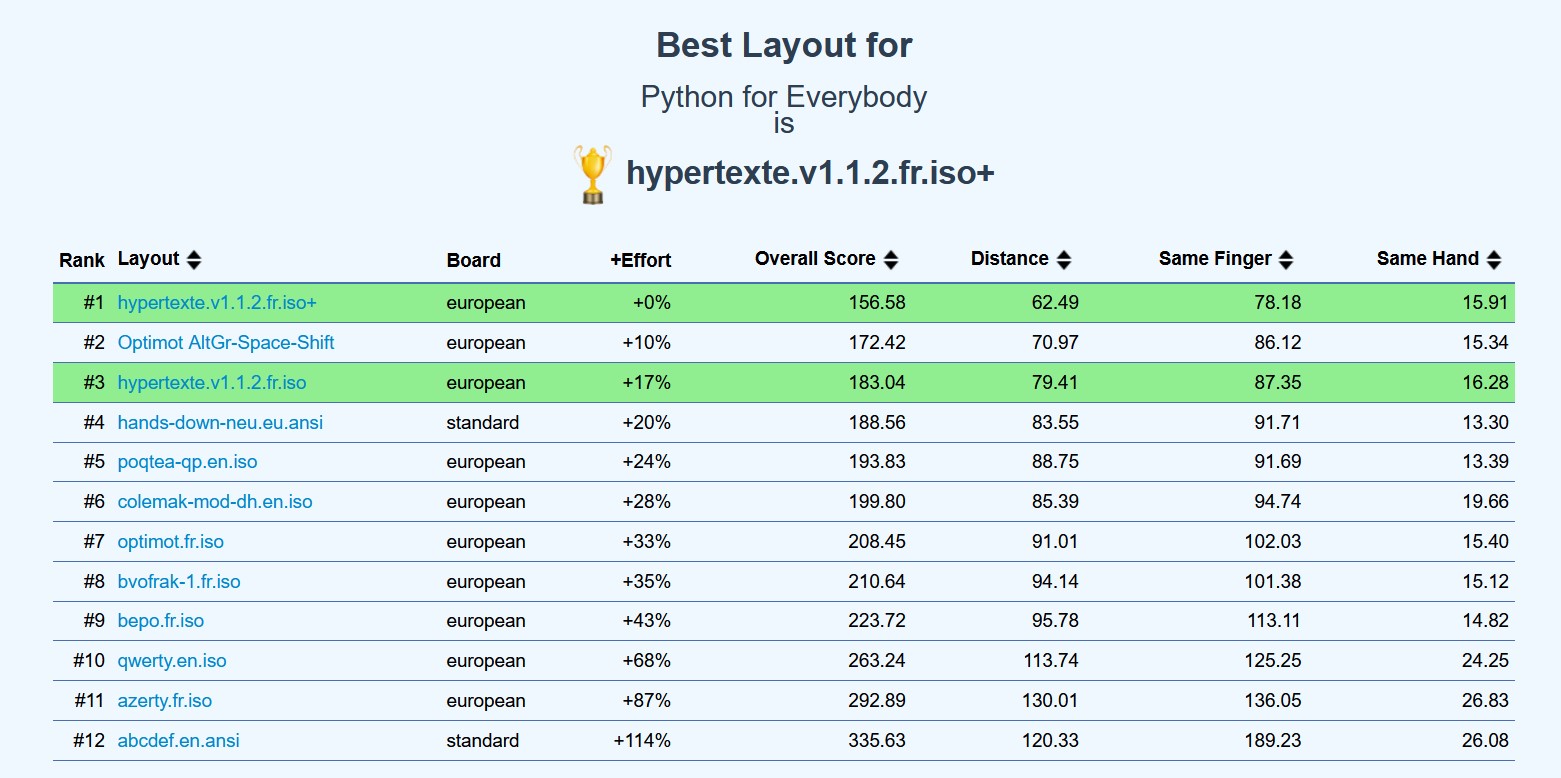 Best Layout for
Python for Everybody
is
hypertexte.v1.1.2.fr.iso+
Rank Layout Board +Effort Overall Score Distance Same Finger Same Hand
#1 hypertexte.v1.1.2.fr.iso+ european +0% 156.58 62.49 78.18 15.91
#2 Optimot AltGr-Space-Shift european +10% 172.42 70.97 86.12 15.34
#3 hypertexte.v1.1.2.fr.iso european +17% 183.04 79.41 87.35 16.28
#4 hands-down-neu.eu.ansi standard +20% 188.56 83.55 91.71 13.30
#5 poqtea-qp.en.iso european +24% 193.83 88.75 91.69 13.39
#6 colemak-mod-dh.en.iso european +28% 199.80 85.39 94.74 19.66
#7 optimot.fr.iso european +33% 208.45 91.01 102.03 15.40
#8 bvofrak-1.fr.iso european +35% 210.64 94.14 101.38 15.12
#9 bepo.fr.iso european +43% 223.72 95.78 113.11 14.82
#10 qwerty.en.iso european +68% 263.24 113.74 125.25 24.25
#11 azerty.fr.iso european +87% 292.89 130.01 136.05 26.83
#12 abcdef.en.ansi standard +114% 335.63 120.33 189.23 26.08